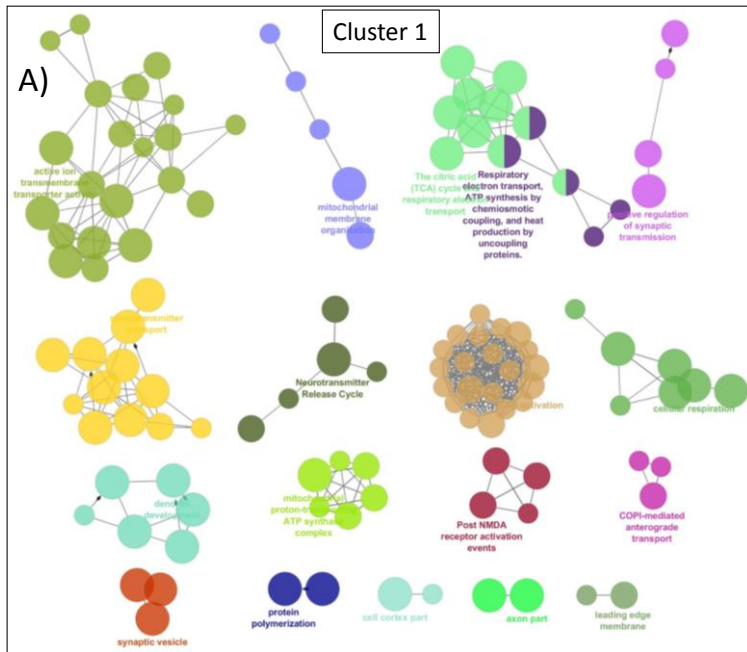 Cluster 1
A)
active ion
transmembrane
transporter activity
mitochondrial
membrane
organization
The citric acid
(TCA) cycle and
respiratory electron
transport
Respiratory
electron transport,
ATP synthesis by
chemiosmotic
coupling, and heat
production by
uncoupling
proteins.
positive regulation
of synaptic
transmission
neurotransmitter
transport
Neurotransmitter
Release Cycle
activation
cellular respiration
dendrite
development
mitochondrial
proton-transporting
ATP synthase
complex
Post NMDA
receptor activation
events
COPI-mediated
anterograde
transport
synaptic vesicle
protein
polymerization
cell cortex part
axon part
leading edge
membrane